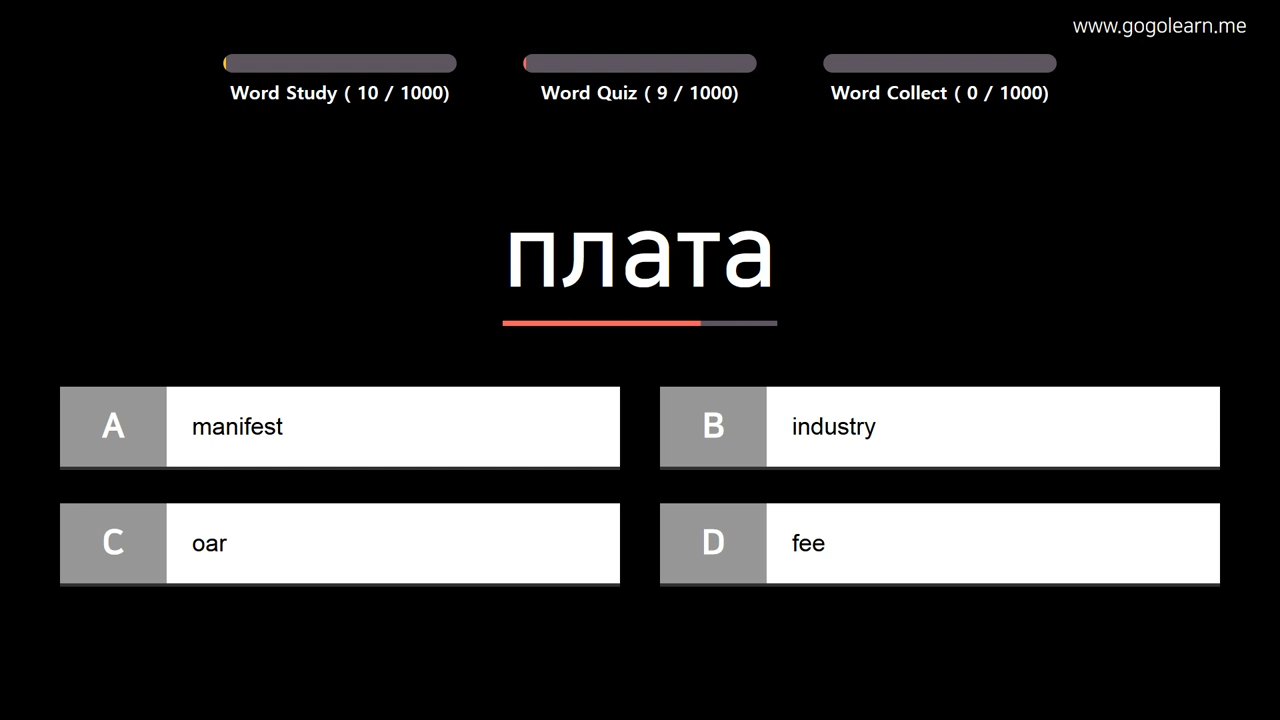 www.gogolearn.me
Word Study ( 10 / 1000)
Word Quiz ( 9 / 1000)
Word Collect ( 0 / 1000)
плата
A manifest
B industry
C oar
D fee